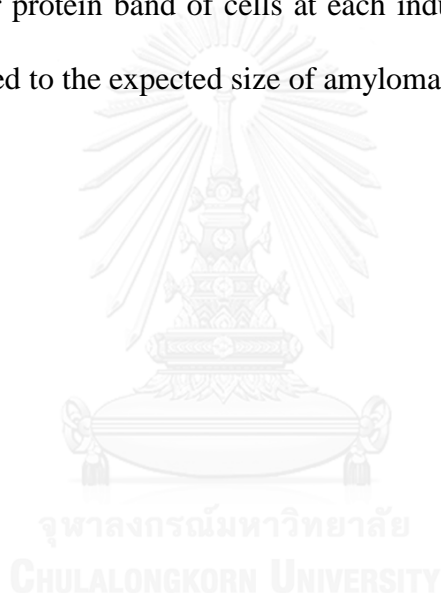 protein band of cells at each indu
ed to the expected size of amyloma
จุฬาลงกรณ์มหาวิทยาลัย
CHULALONGKORN UNIVERSITY